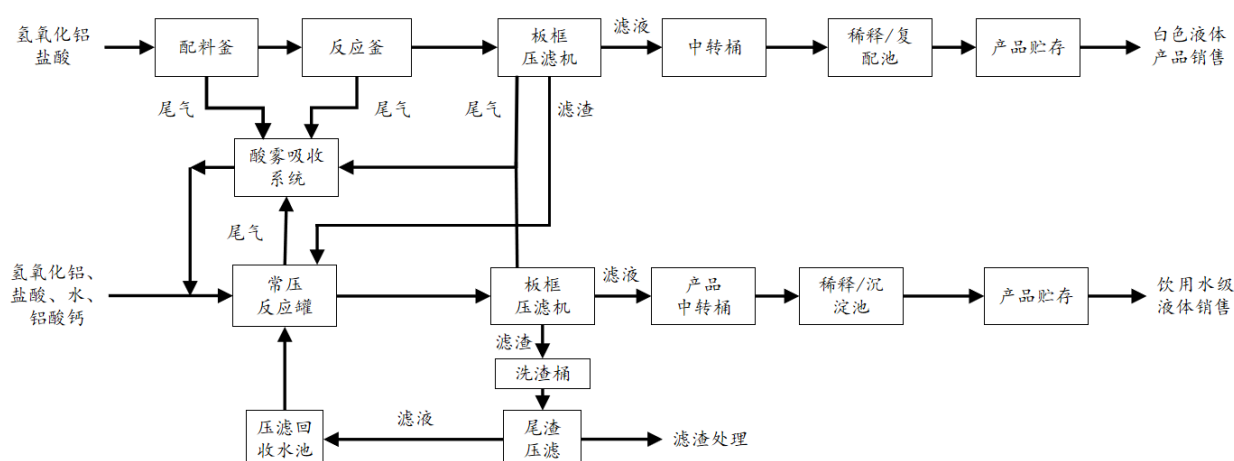 氢氧化铝
盐酸
配料釜
反应釜
板框
压滤机
滤液
中转桶
稀释/复
配池
产品贮存
白色液体
产品销售
尾气
尾气
尾气
滤渣
酸雾吸收
系统
尾气
氢氧化铝、
盐酸、水、
铝酸钙
常压
反应罐
板框
压滤机
滤液
产品
中转桶
稀释/沉
淀池
产品贮存
饮用水级
液体销售
滤渣
洗渣桶
压滤回
收水池
滤液
尾渣
压滤
滤渣处理